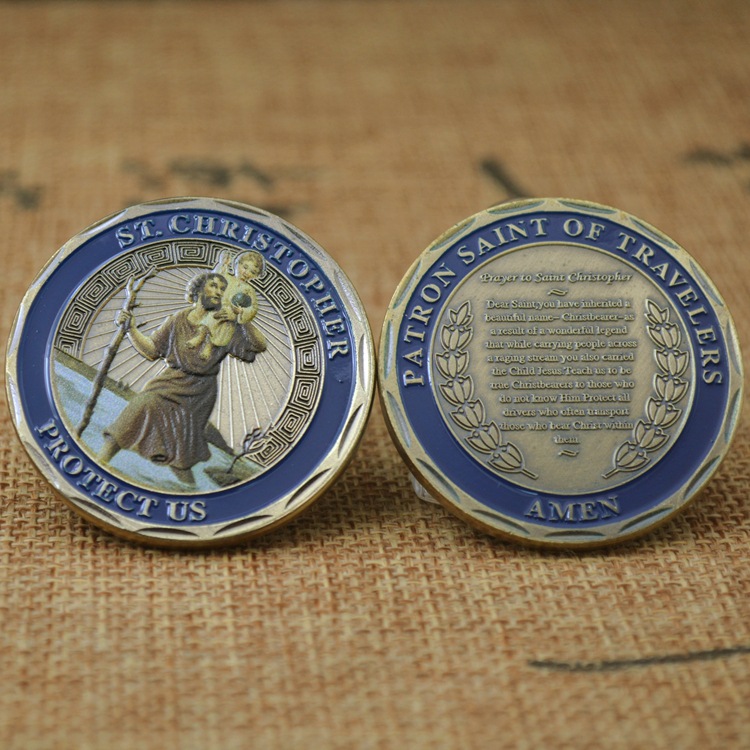 ST. CHRISTOPHER
PROTECT US
PATRON SAINT OF TRAVELERS
Prayer to Saint Christopher
Dear Saint,you have inherited a
beautiful name– Christbearer–as
a result of a wonderful legend
that while carrying people across
a raging stream you also carried
the Child Jesus Teach us to be
true Christbearers to those who
do not know Him Protect all
drivers who often transport
those who bear Christ within
them
AMEN